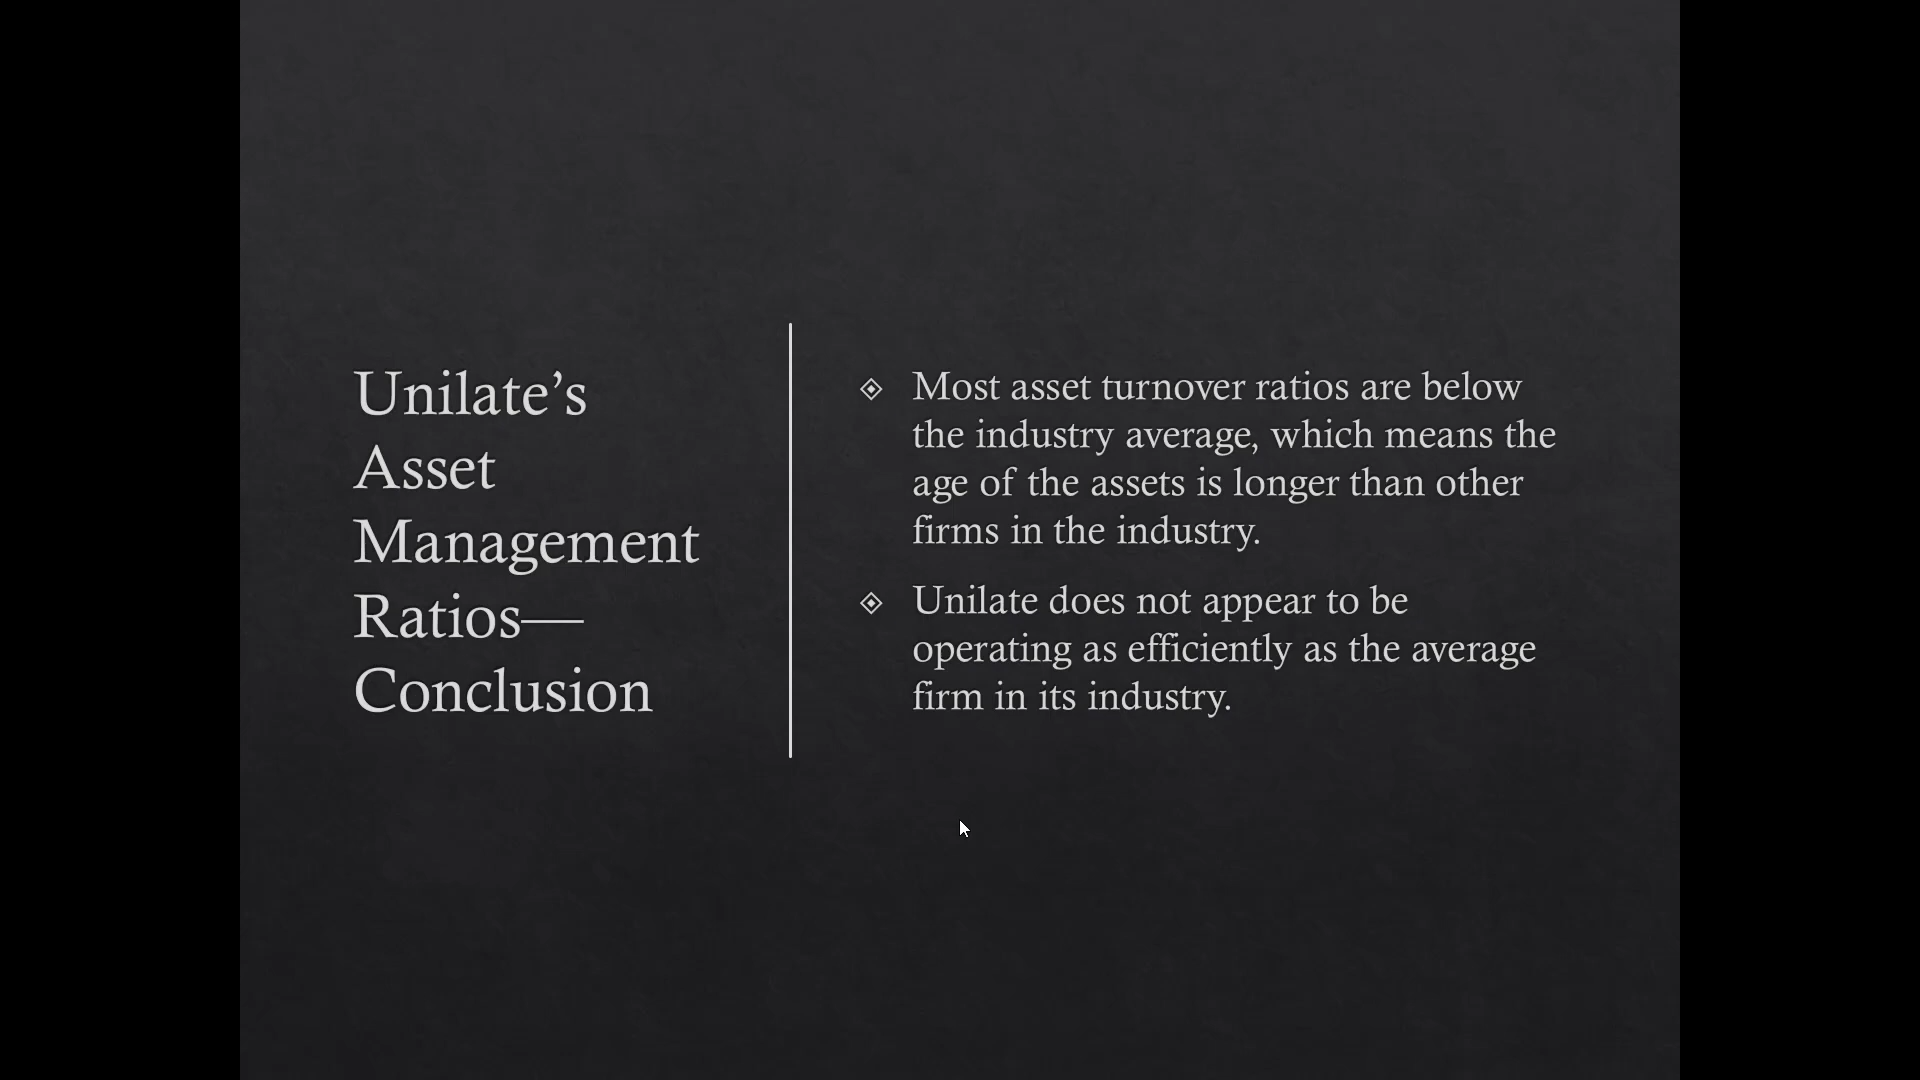 Unilate’s
Asset
Management
Ratios—
Conclusion
Most asset turnover ratios are below
the industry average, which means the
age of the assets is longer than other
firms in the industry.
Unilate does not appear to be
operating as efficiently as the average
firm in its industry.